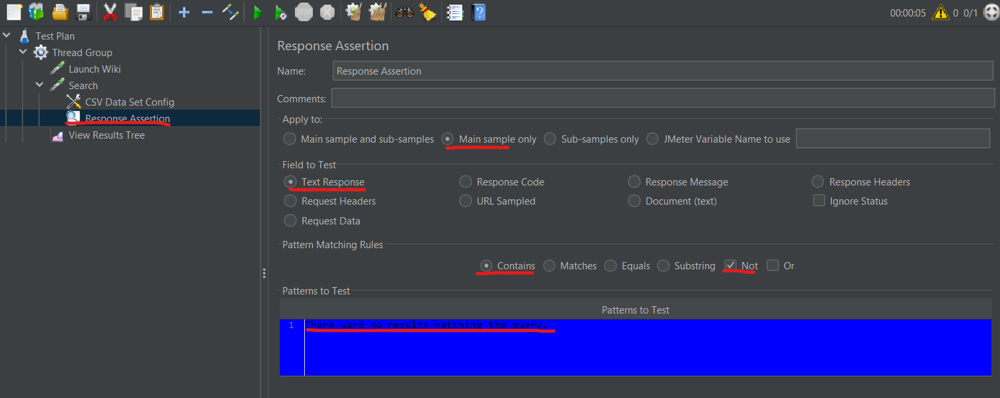 STOP
00:00:05
0 0/1
Test Plan
Thread Group
Launch Wiki
Search
CSV Data Set Config
Response Assertion
View Results Tree
Response Assertion
Name: Response Assertion
Comments:
Apply to:
Main sample and sub-samples Main sample only Sub-samples only JMeter Variable Name to use
Field to Test
Text Response Response Code Response Message Response Headers
Request Headers URL Sampled Document (text) Ignore Status
Request Data
Pattern Matching Rules
Contains Matches Equals Substring Not Or
Patterns to Test
Patterns to Test
1 There were no results matching the query.